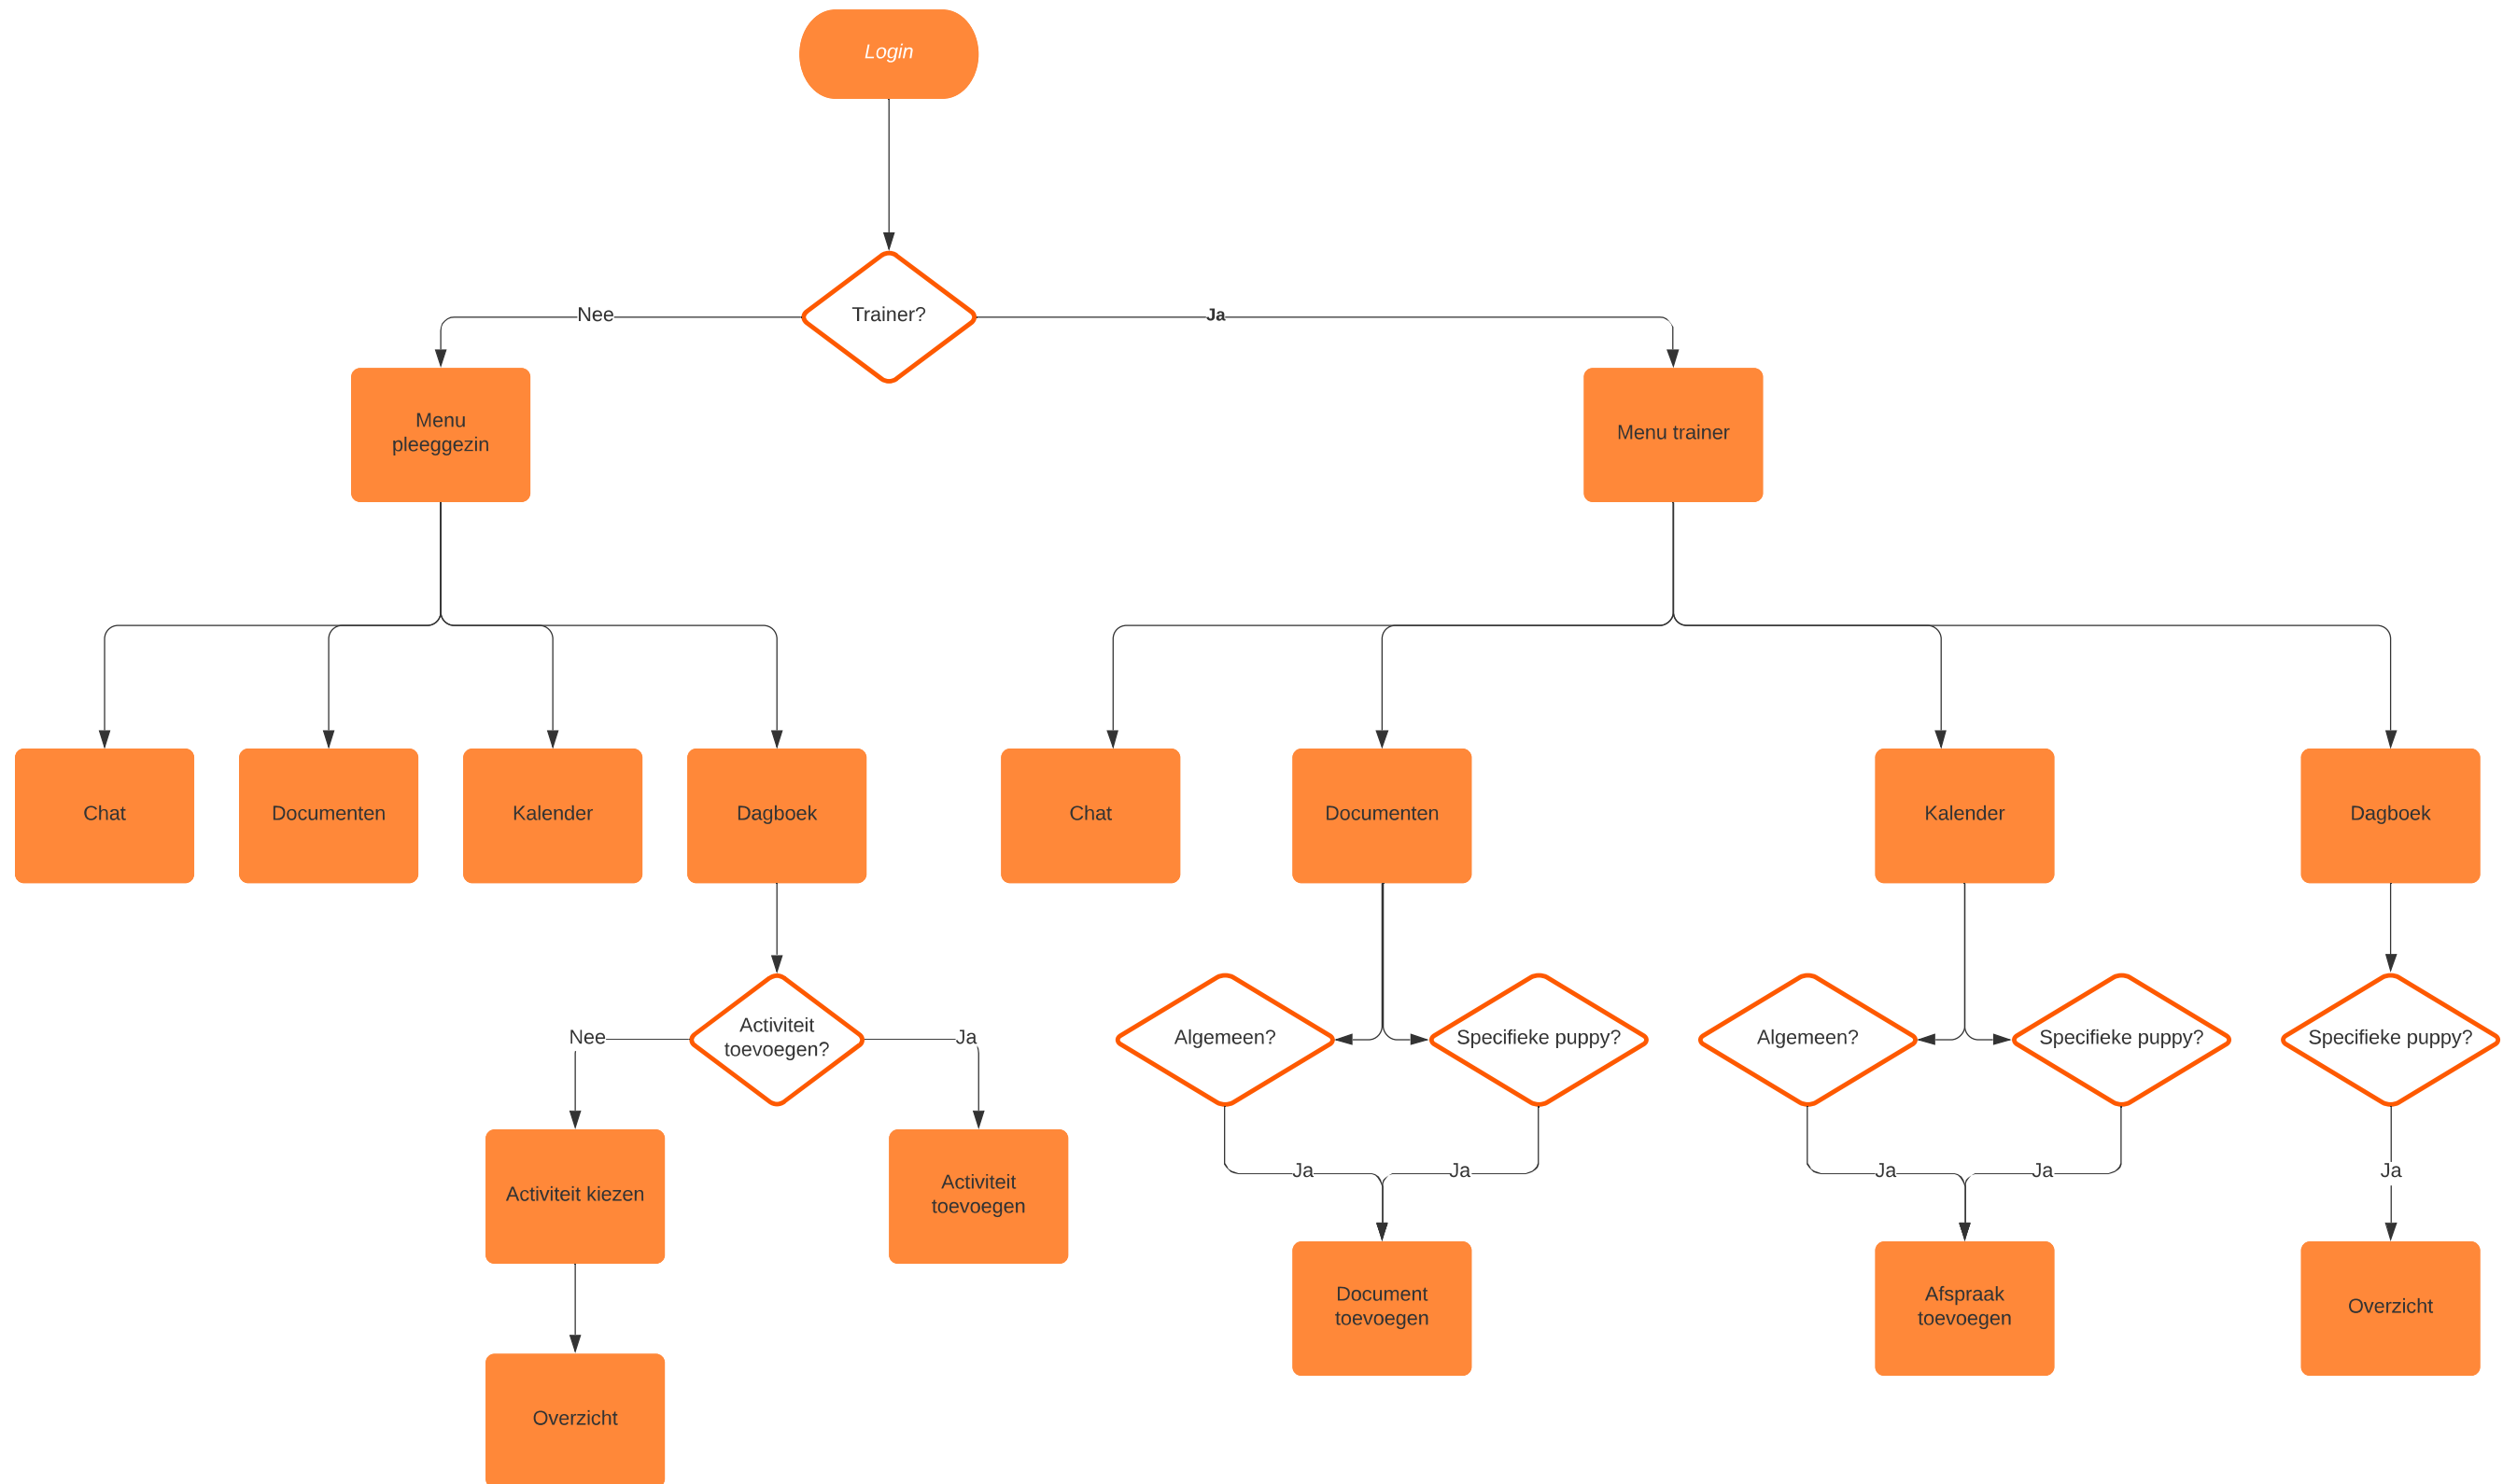 Login
Trainer?
Nee
Ja
Menu
pleeggezin
Menu trainer
Chat
Documenten
Kalender
Dagboek
Chat
Documenten
Kalender
Dagboek
Activiteit
toevoegen?
Nee
Ja
Algemeen?
Specifieke puppy?
Algemeen?
Specifieke puppy?
Specifieke puppy?
Activiteit kiezen
Activiteit
toevoegen
Ja
Ja
Ja
Ja
Ja
Document
toevoegen
Afspraak
toevoegen
Overzicht
Overzicht